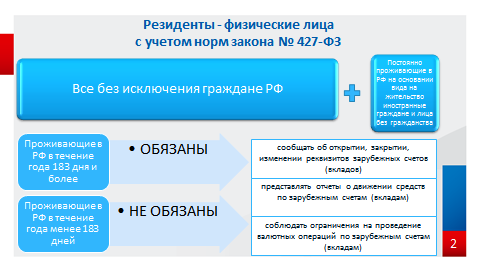 Резиденты - физические лица
с учетом норм закона № 427-ФЗ
Все без исключения граждане РФ
Постоянно
проживающие в
РФ на основании
вида на
жительство
иностранные
граждане и лица
без гражданства
Проживающие в
РФ в течение
года 183 дня и
более
• ОБЯЗАНЫ
Проживающие в
РФ в течение
года менее 183
дней
• НЕ ОБЯЗАНЫ
сообщать об открытии, закрытии,
изменении реквизитов зарубежных счетов
(вкладов)
представлять отчеты о движении средств
по зарубежным счетам (вкладам)
соблюдать ограничения на проведение
валютных операций по зарубежным счетам
(вкладам)
2